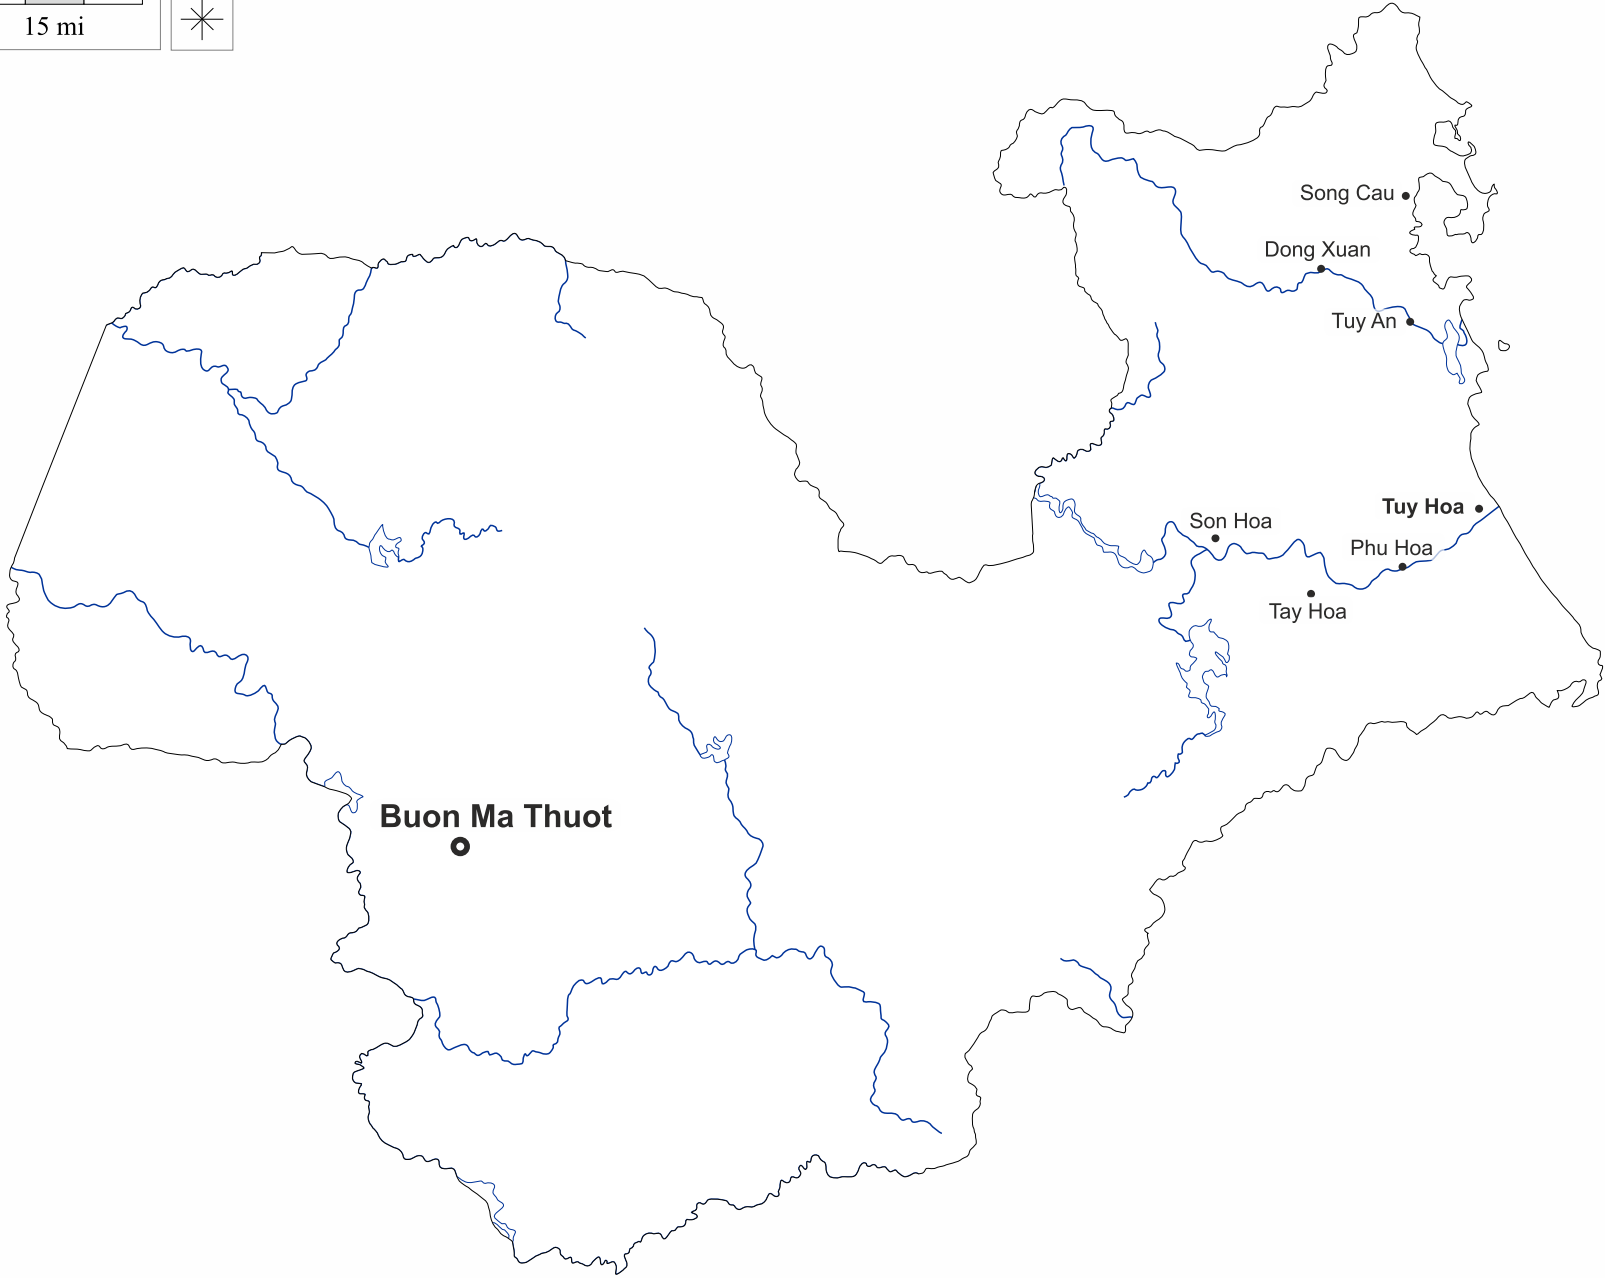 15 mi
Song Cau
Dong Xuan
Tuy An
Tuy Hoa
Son Hoa
Phu Hoa
Tay Hoa
Buon Ma Thuot